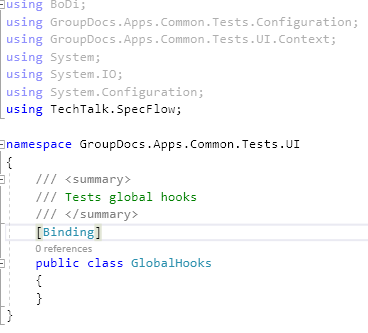 using BoDi;
using GroupDocs.Apps.Common.Tests.Configuration;
using GroupDocs.Apps.Common.Tests.UI.Context;
using System;
using System.IO;
using System.Configuration;
using TechTalk.SpecFlow;
namespace GroupDocs.Apps.Common.Tests.UI
{
/// <summary>
/// Tests global hooks
/// </summary>
[Binding]
0 references
public class GlobalHooks
{
}
}